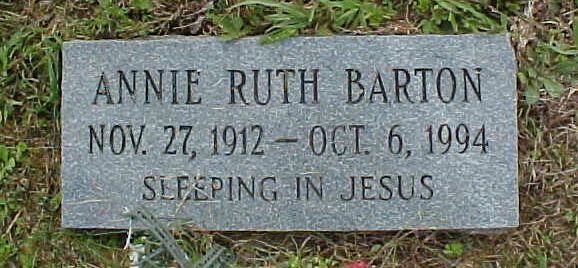 ANNIE RUTH BARTON
NOV. 27, 1912 – OCT. 6, 1994
SLEEPING IN JESUS